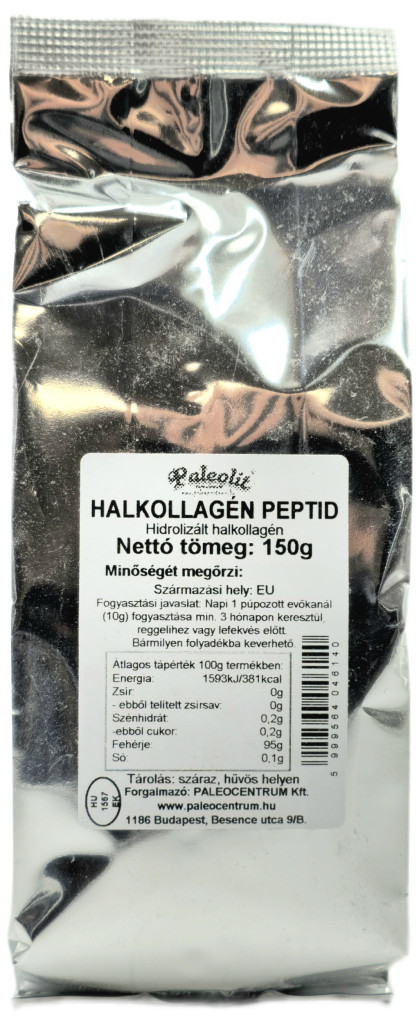 Paleolit
HALKOLLAGÉN PEPTID
Hidrolizált halkollagén
Nettó tömeg: 150g
Minőségét megőrzi:
Származási hely: EU
Fogyasztási javaslat: Napi 1 púpozott evőkanál
(10g) fogyasztása min. 3 hónapon keresztül,
reggelihez vagy lefekvés előtt.
Bármilyen folyadékba keverhető.
Átlagos tápérték 100g termékben:
Energia: 1593kJ/381kcal
Zsír: 0g
- ebből telített zsírsav: 0g
Szénhidrát: 0,2g
-ebből cukor: 0,2g
Fehérje: 95g
Só: 0,1g
5 999564 046140
Tárolás: száraz, hűvös helyen
Forgalmazó: PALEOCENTRUM Kft.
www.paleocentrum.hu
1186 Budapest, Besence utca 9/B.
HU
1567
EK